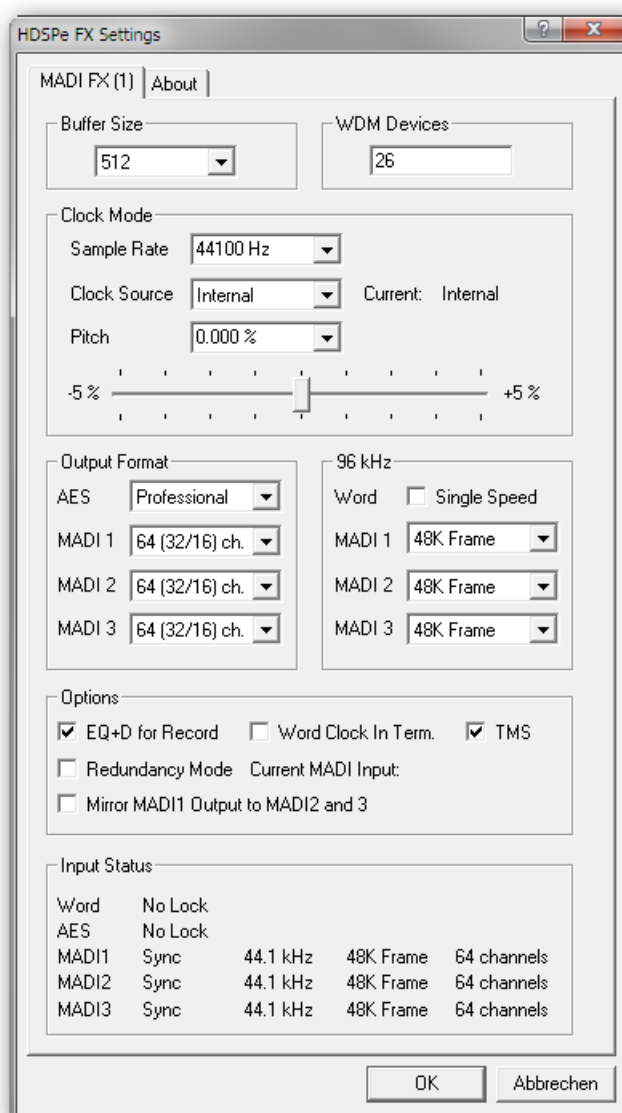 HDSPe FX Settings
MADI FX (1) About
Buffer Size
512
WDM Devices
26
Clock Mode
Sample Rate 44100 Hz
Clock Source Internal Current: Internal
Pitch 0.000 %
-5 % +5 %
Output Format
AES Professional
MADI 1 64 (32/16) ch.
MADI 2 64 (32/16) ch.
MADI 3 64 (32/16) ch.
96 kHz
Word Single Speed
MADI 1 48K Frame
MADI 2 48K Frame
MADI 3 48K Frame
Options
EQ+D for Record Word Clock In Term. TMS
Redundancy Mode Current MADI Input:
Mirror MADI1 Output to MADI2 and 3
Input Status
Word No Lock
AES No Lock
MADI1 Sync 44.1 kHz 48K Frame 64 channels
MADI2 Sync 44.1 kHz 48K Frame 64 channels
MADI3 Sync 44.1 kHz 48K Frame 64 channels
OK Abbrechen